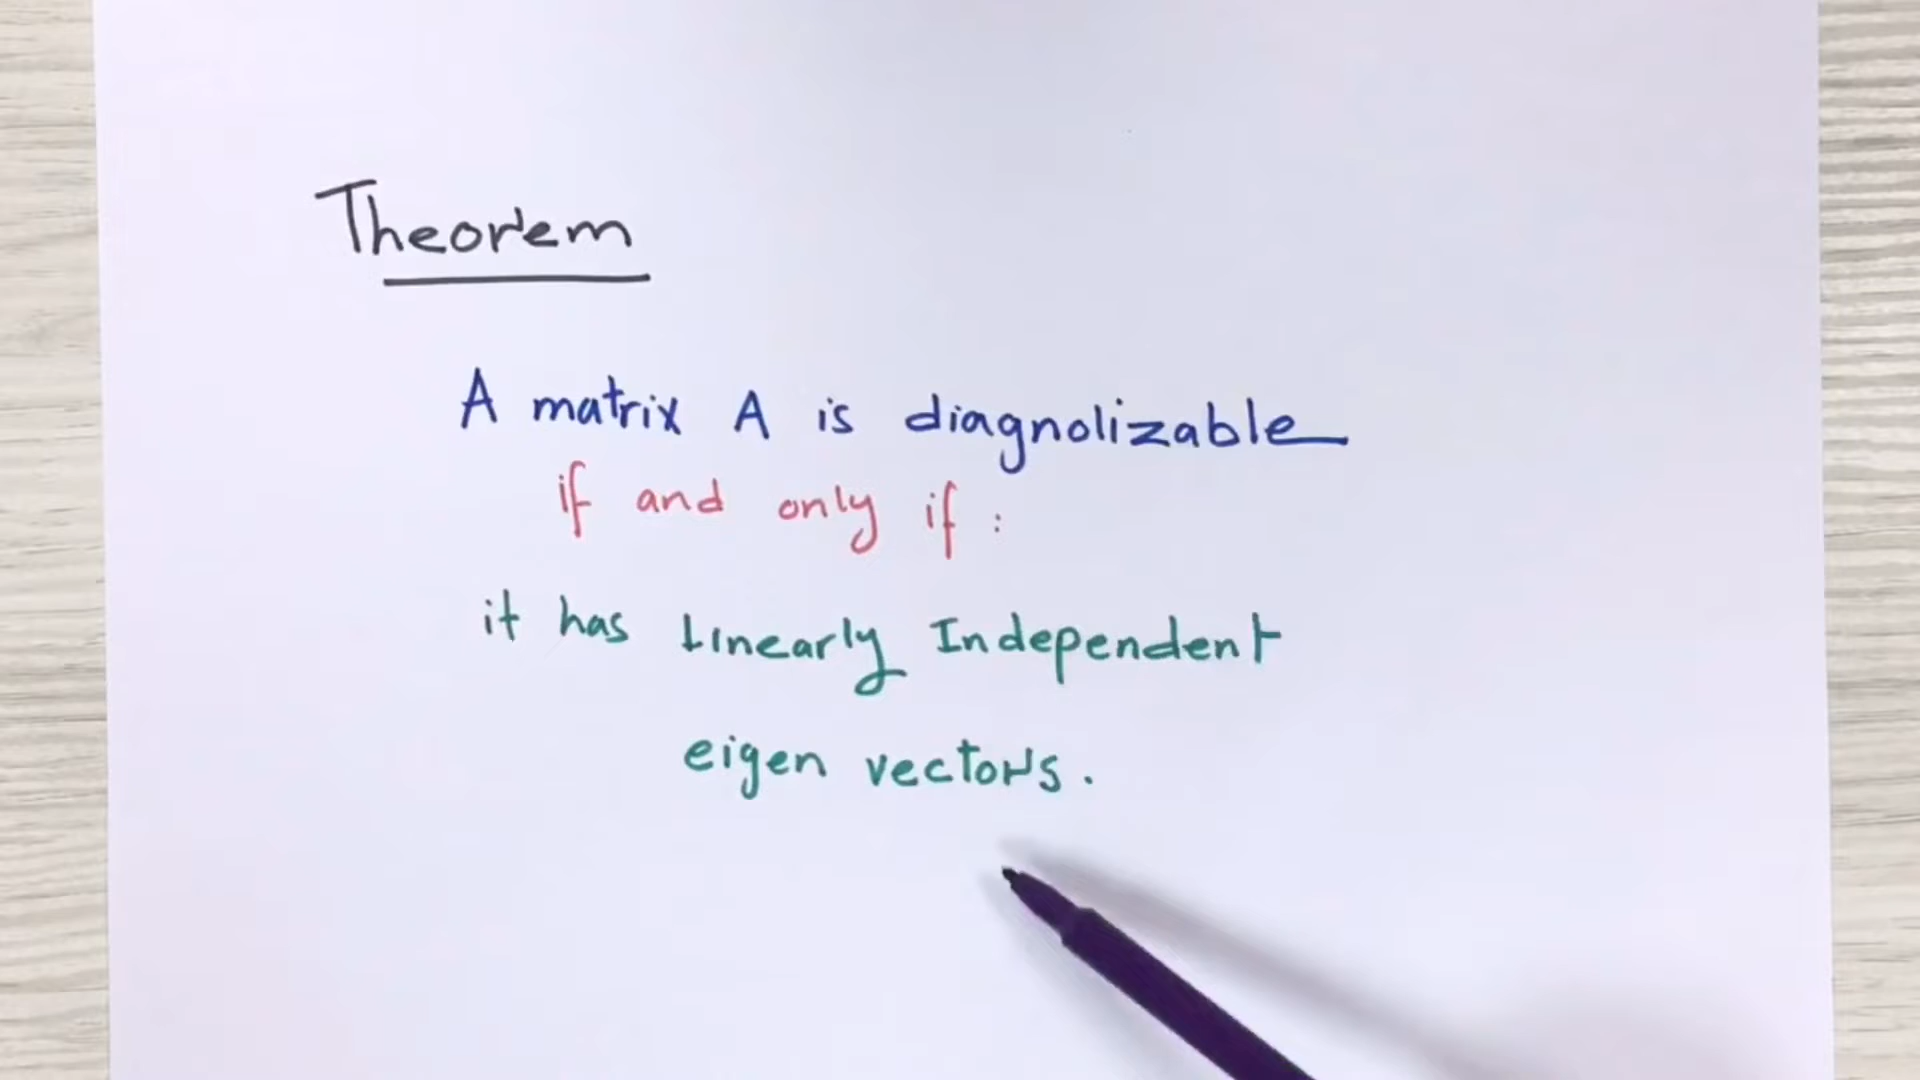 Theorem
A matrix A is diagnolizable
if and only if :
it has Linearly Independent
eigen vectors.